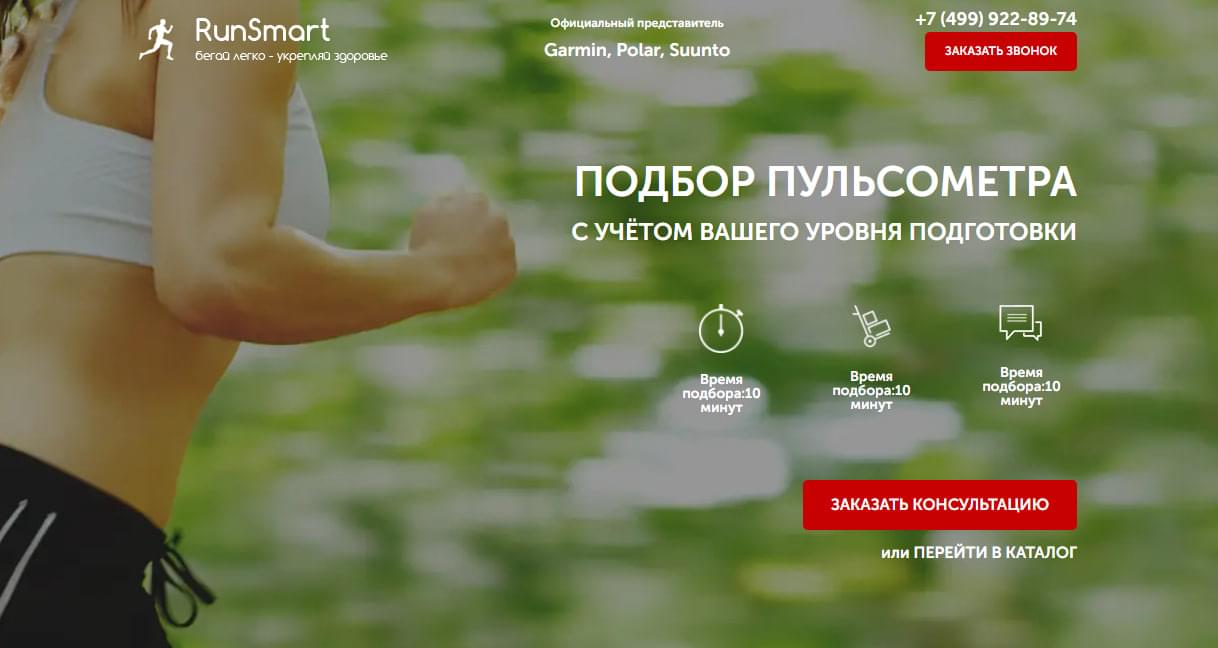 RunSmart
бегай легко - укрепляй здоровье
Официальный представитель
Garmin, Polar, Suunto
+7 (499) 922-89-74
ЗАКАЗАТЬ ЗВОНОК
ПОДБОР ПУЛЬСОМЕТРА
С УЧЁТОМ ВАШЕГО УРОВНЯ ПОДГОТОВКИ
Время
подбора:10
минут
Время
подбора:10
минут
Время
подбора:10
минут
ЗАКАЗАТЬ КОНСУЛЬТАЦИЮ
или ПЕРЕЙТИ В КАТАЛОГ